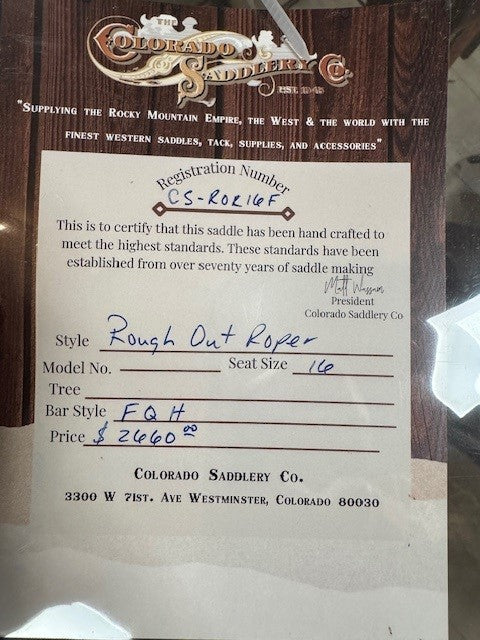 THE
COLORADO
SADDLERY CO.
EST. 1945
"SUPPLYING THE ROCKY MOUNTAIN EMPIRE, THE WEST & THE WORLD WITH THE
FINEST WESTERN SADDLES, TACK, SUPPLIES, AND ACCESSORIES"
Registration Number
CS-ROR16F
This is to certify that this saddle has been hand crafted to
meet the highest standards. These standards have been
established from over seventy years of saddle making
President
Colorado Saddlery Co
Style Rough Out Roper
Model No. Seat Size 16
Tree
Bar Style FQH
Price $2660.00
COLORADO SADDLERY CO.
3300 W 71ST. AVE WESTMINSTER, COLORADO 80030